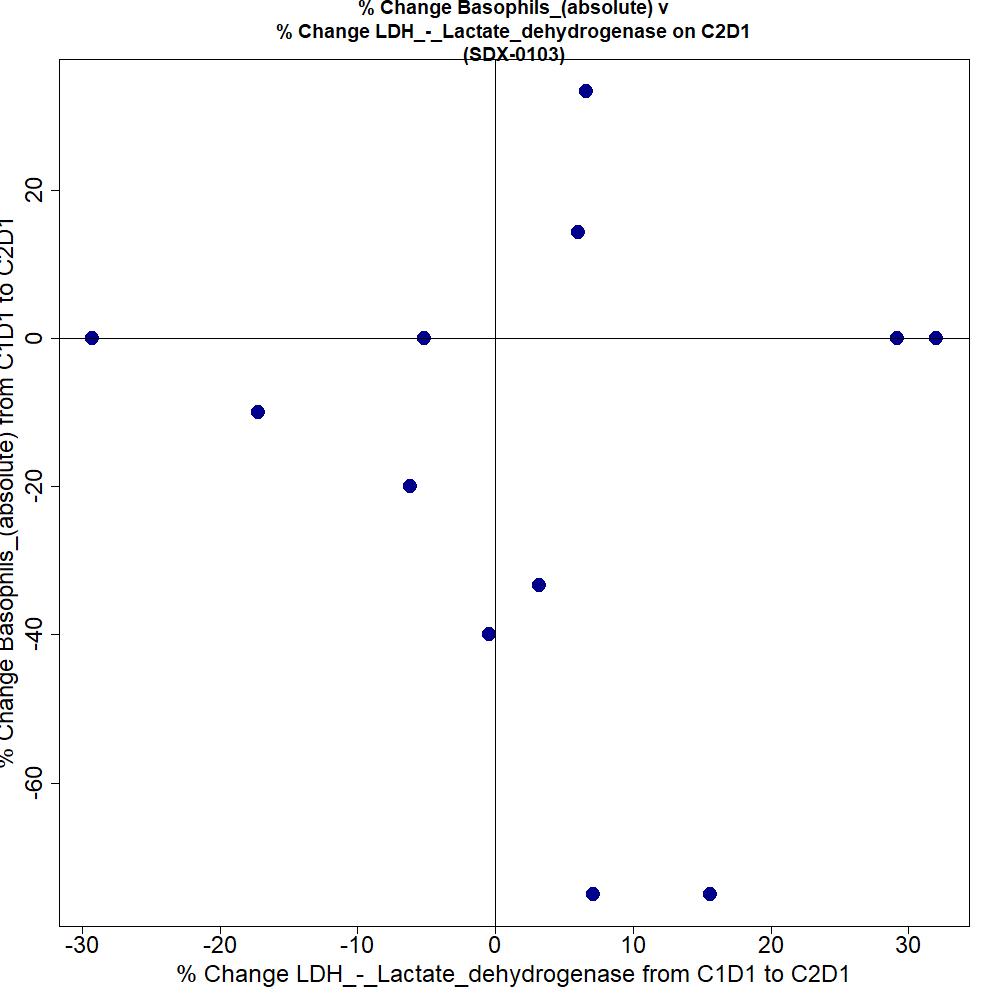 % Change Basophils_(absolute) v
% Change LDH_-_Lactate_dehydrogenase on C2D1
(SDX-0103)
% Change Basophils_(absolute) from C1D1 to C2D1
20
0
-20
-40
-60
-30
-20
-10
0
10
20
30
% Change LDH_-_Lactate_dehydrogenase from C1D1 to C2D1